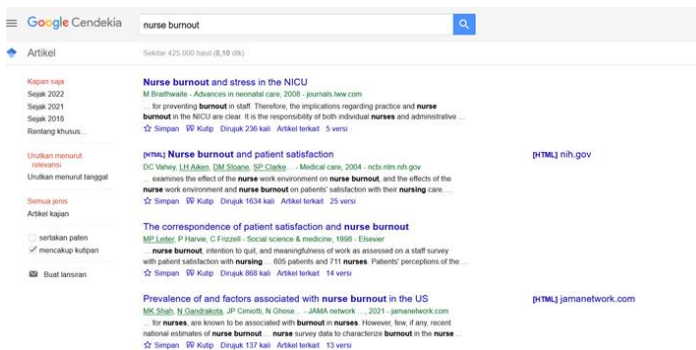 Google Cendekia
nurse burnout
Artikel
Sekitar 425.000 hasil (0,10 dtk)
Kapan saja
Sejak 2022
Sejak 2021
Sejak 2018
Rentang khusus...
Urutkan menurut
relevansi
Urutkan menurut tanggal
Semua jenis
Artikel kajian
sertakan paten
mencakup kutipan
Buat lansiran
Nurse burnout and stress in the NICU
M Braithwaite - Advances in neonatal care, 2008 - journals.lww.com
... for preventing burnout in staff. Therefore, the implications regarding practice and nurse
burnout in the NICU are clear. It is the responsibility of both individual nurses and administrative ...
Simpan Kutip Dirujuk 236 kali Artikel terkait 5 versi
[HTML] Nurse burnout and patient satisfaction
[HTML] nih.gov
DC Vahey, LH Aiken, DM Sloane, SP Clarke... - Medical care, 2004 - ncbi.nlm.nih.gov
... examines the effect of the nurse work environment on nurse burnout, and the effects of the
nurse work environment and nurse burnout on patients' satisfaction with their nursing care. ...
Simpan Kutip Dirujuk 1634 kali Artikel terkait 25 versi
The correspondence of patient satisfaction and nurse burnout
MP Leiter, P Harvie, C Frizzell - Social science & medicine, 1998 - Elsevier
... nurse burnout, intention to quit, and meaningfulness of work as assessed on a staff survey
with patient satisfaction with nursing ... 605 patients and 711 nurses. Patients' perceptions of the ...
Simpan Kutip Dirujuk 868 kali Artikel terkait 14 versi
Prevalence of and factors associated with nurse burnout in the US
[HTML] jamanetwork.com
MK Shah, N Gandrakota, JP Cimiotti, N Ghose... - JAMA network ..., 2021 - jamanetwork.com
... for nurses, are known to be associated with burnout in nurses. However, few, if any, recent
national estimates of nurse burnout ... nurse survey data to characterize burnout in the nurse ...
Simpan Kutip Dirujuk 137 kali Artikel terkait 13 versi